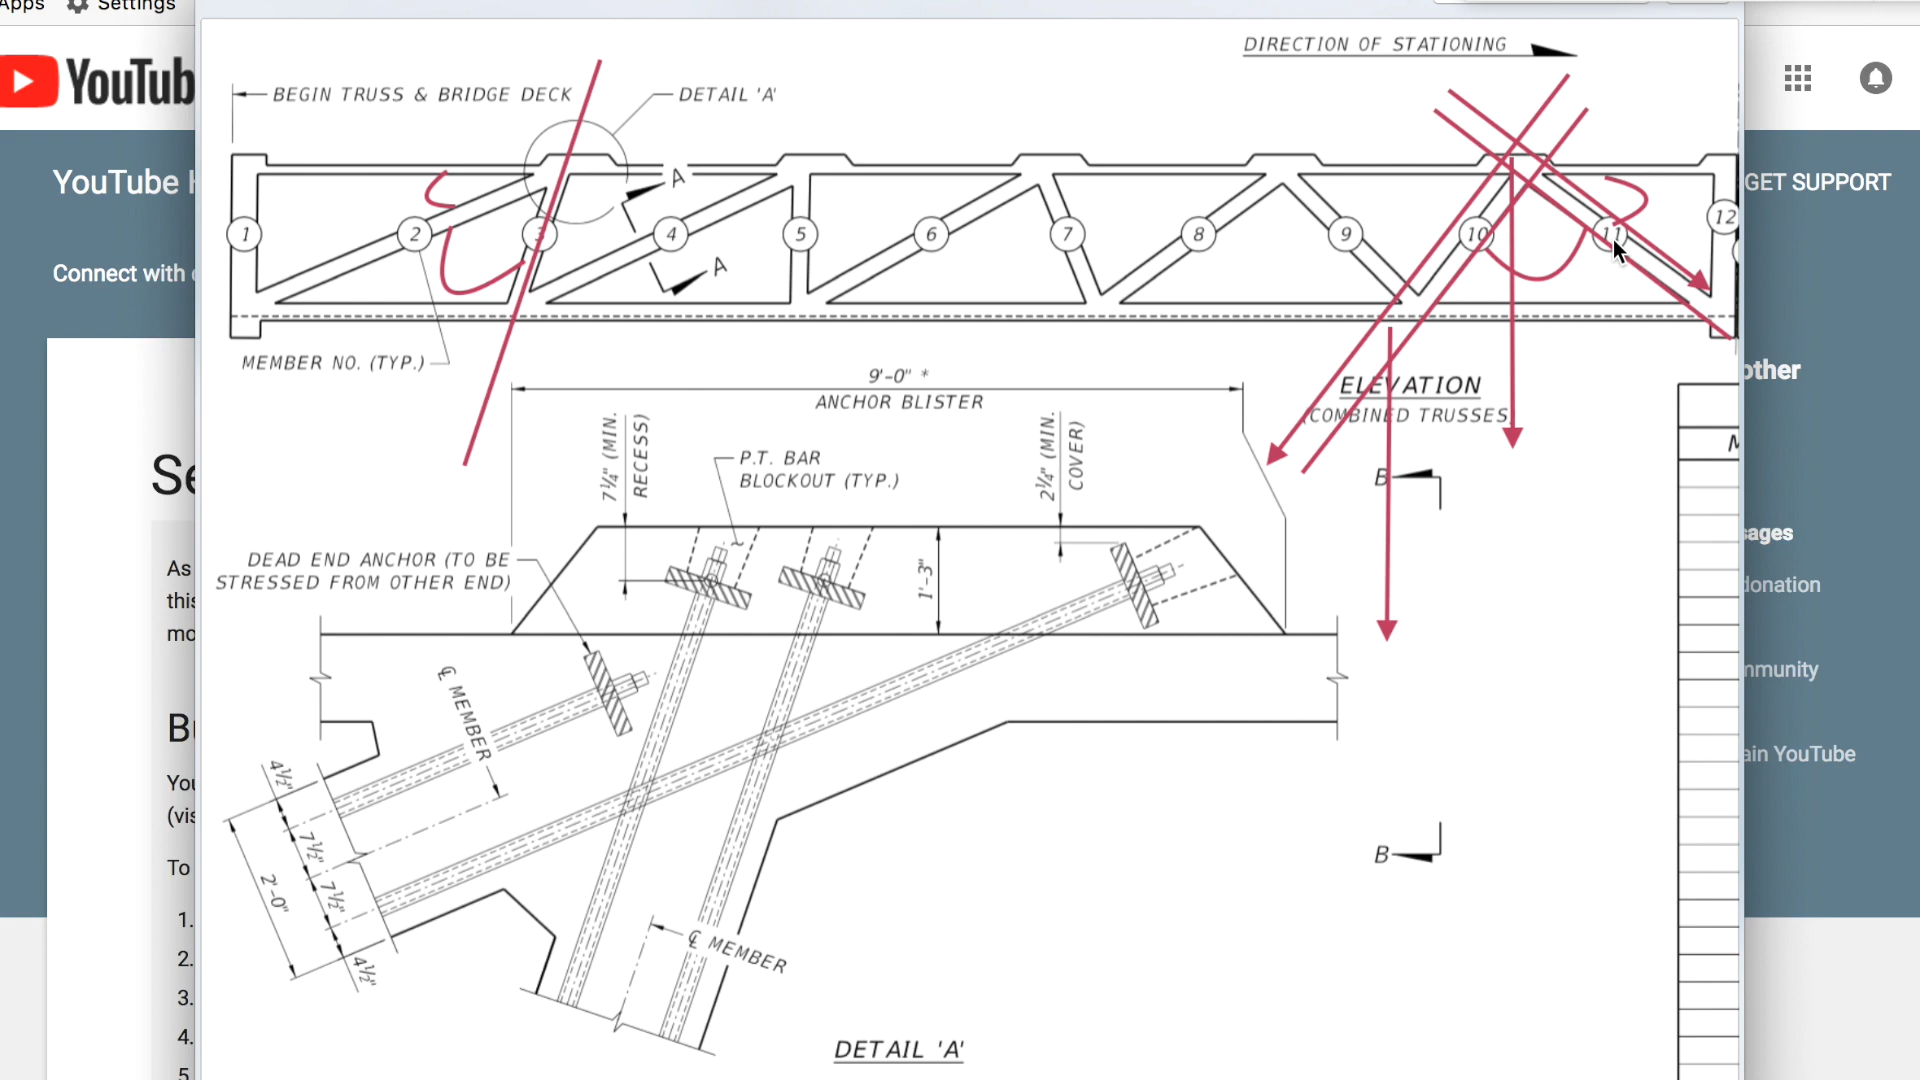 Apps Settings
YouTub
YouTube
GET SUPPORT
Connect with
DIRECTION OF STATIONING
BEGIN TRUSS & BRIDGE DECK
DETAIL 'A'
A
A
1
2
3
4
5
6
7
8
9
10
11
12
MEMBER NO. (TYP.)
9'-0" *
ANCHOR BLISTER
ELEVATION
(COMBINED TRUSSES)
7¼" (MIN.
RECESS)
P.T. BAR
BLOCKOUT (TYP.)
2¼" (MIN.
COVER)
B
DEAD END ANCHOR (TO BE
STRESSED FROM OTHER END)
1'-3"
℄ MEMBER
4½"
7½"
7½"
4½"
2'-0"
℄ MEMBER
B
DETAIL 'A'
M
other
sages
donation
mmunity
ain YouTube
Se
As
this
mo
Bu
You
(vis
To
1.
2.
3.
4.
5